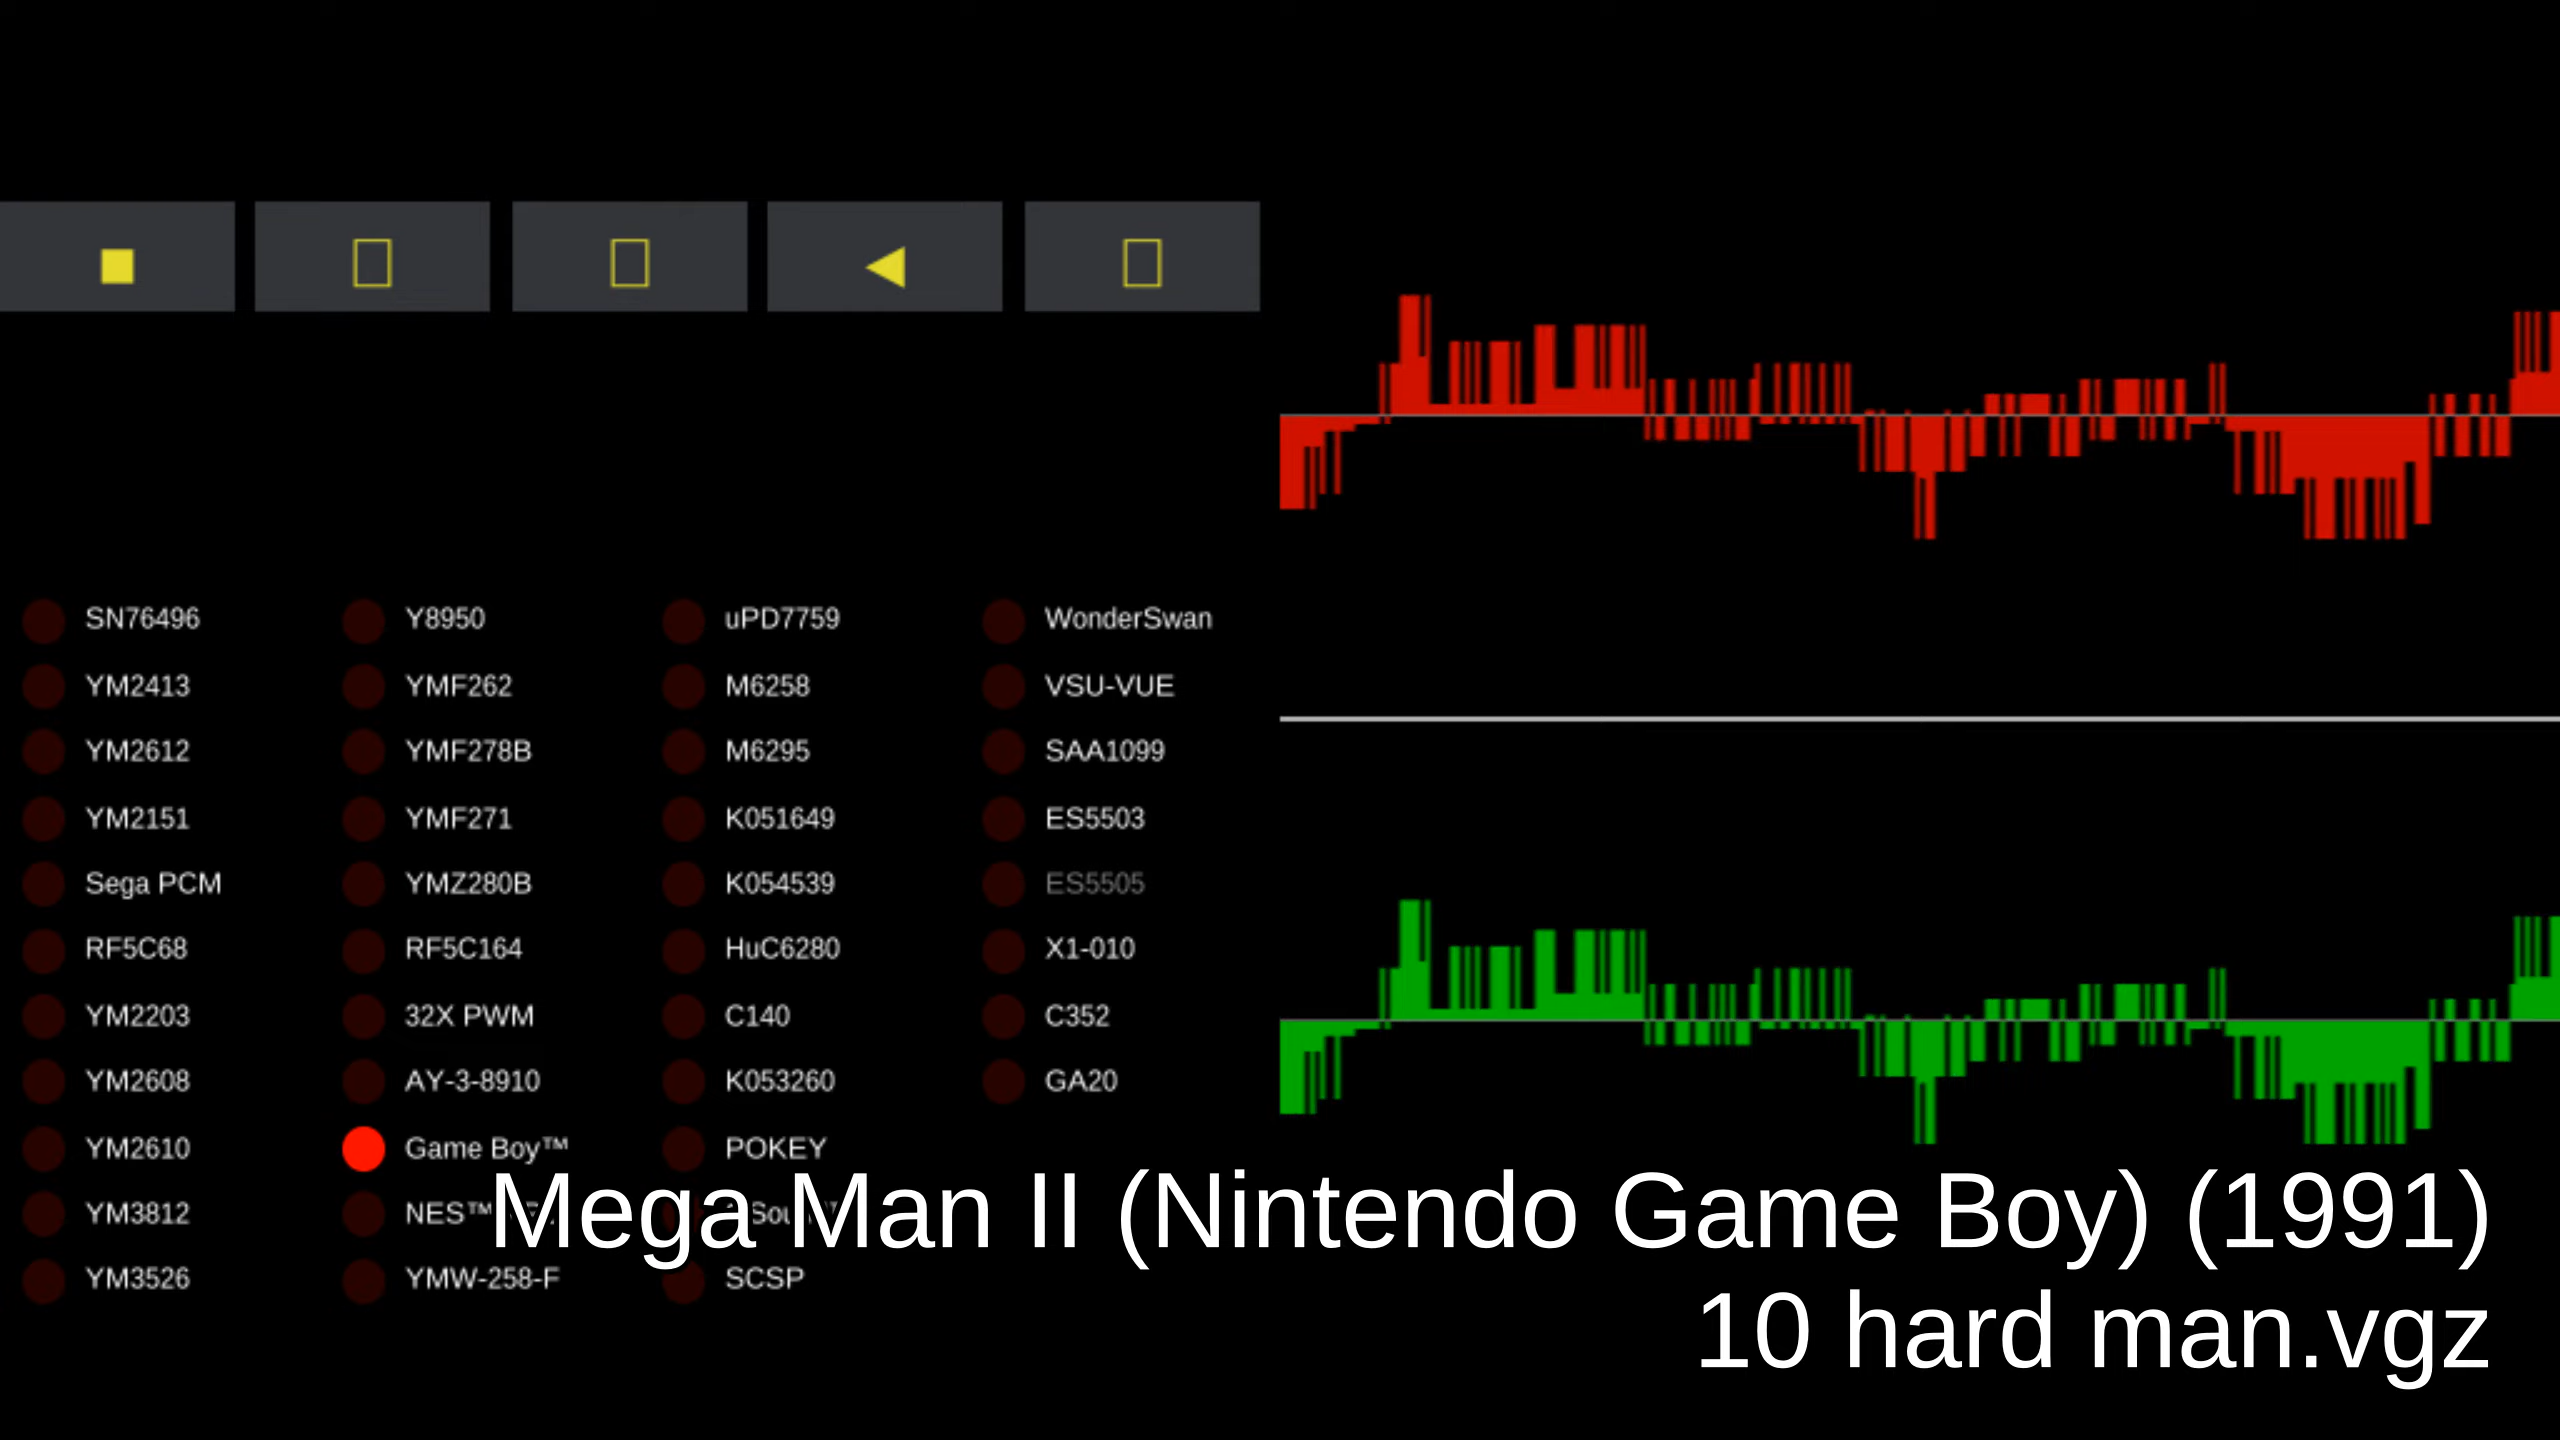 SN76496
YM2413
YM2612
YM2151
Sega PCM
RF5C68
YM2203
YM2608
YM2610
YM3812
YM3526
Y8950
YMF262
YMF278B
YMF271
YMZ280B
RF5C164
32X PWM
AY-3-8910
Game Boy™
NES™
YMW-258-F
uPD7759
M6258
M6295
K051649
K054539
HuC6280
C140
K053260
POKEY
SCSP
WonderSwan
VSU-VUE
SAA1099
ES5503
ES5505
X1-010
C352
GA20
Mega Man II (Nintendo Game Boy) (1991)
10 hard man.vgz